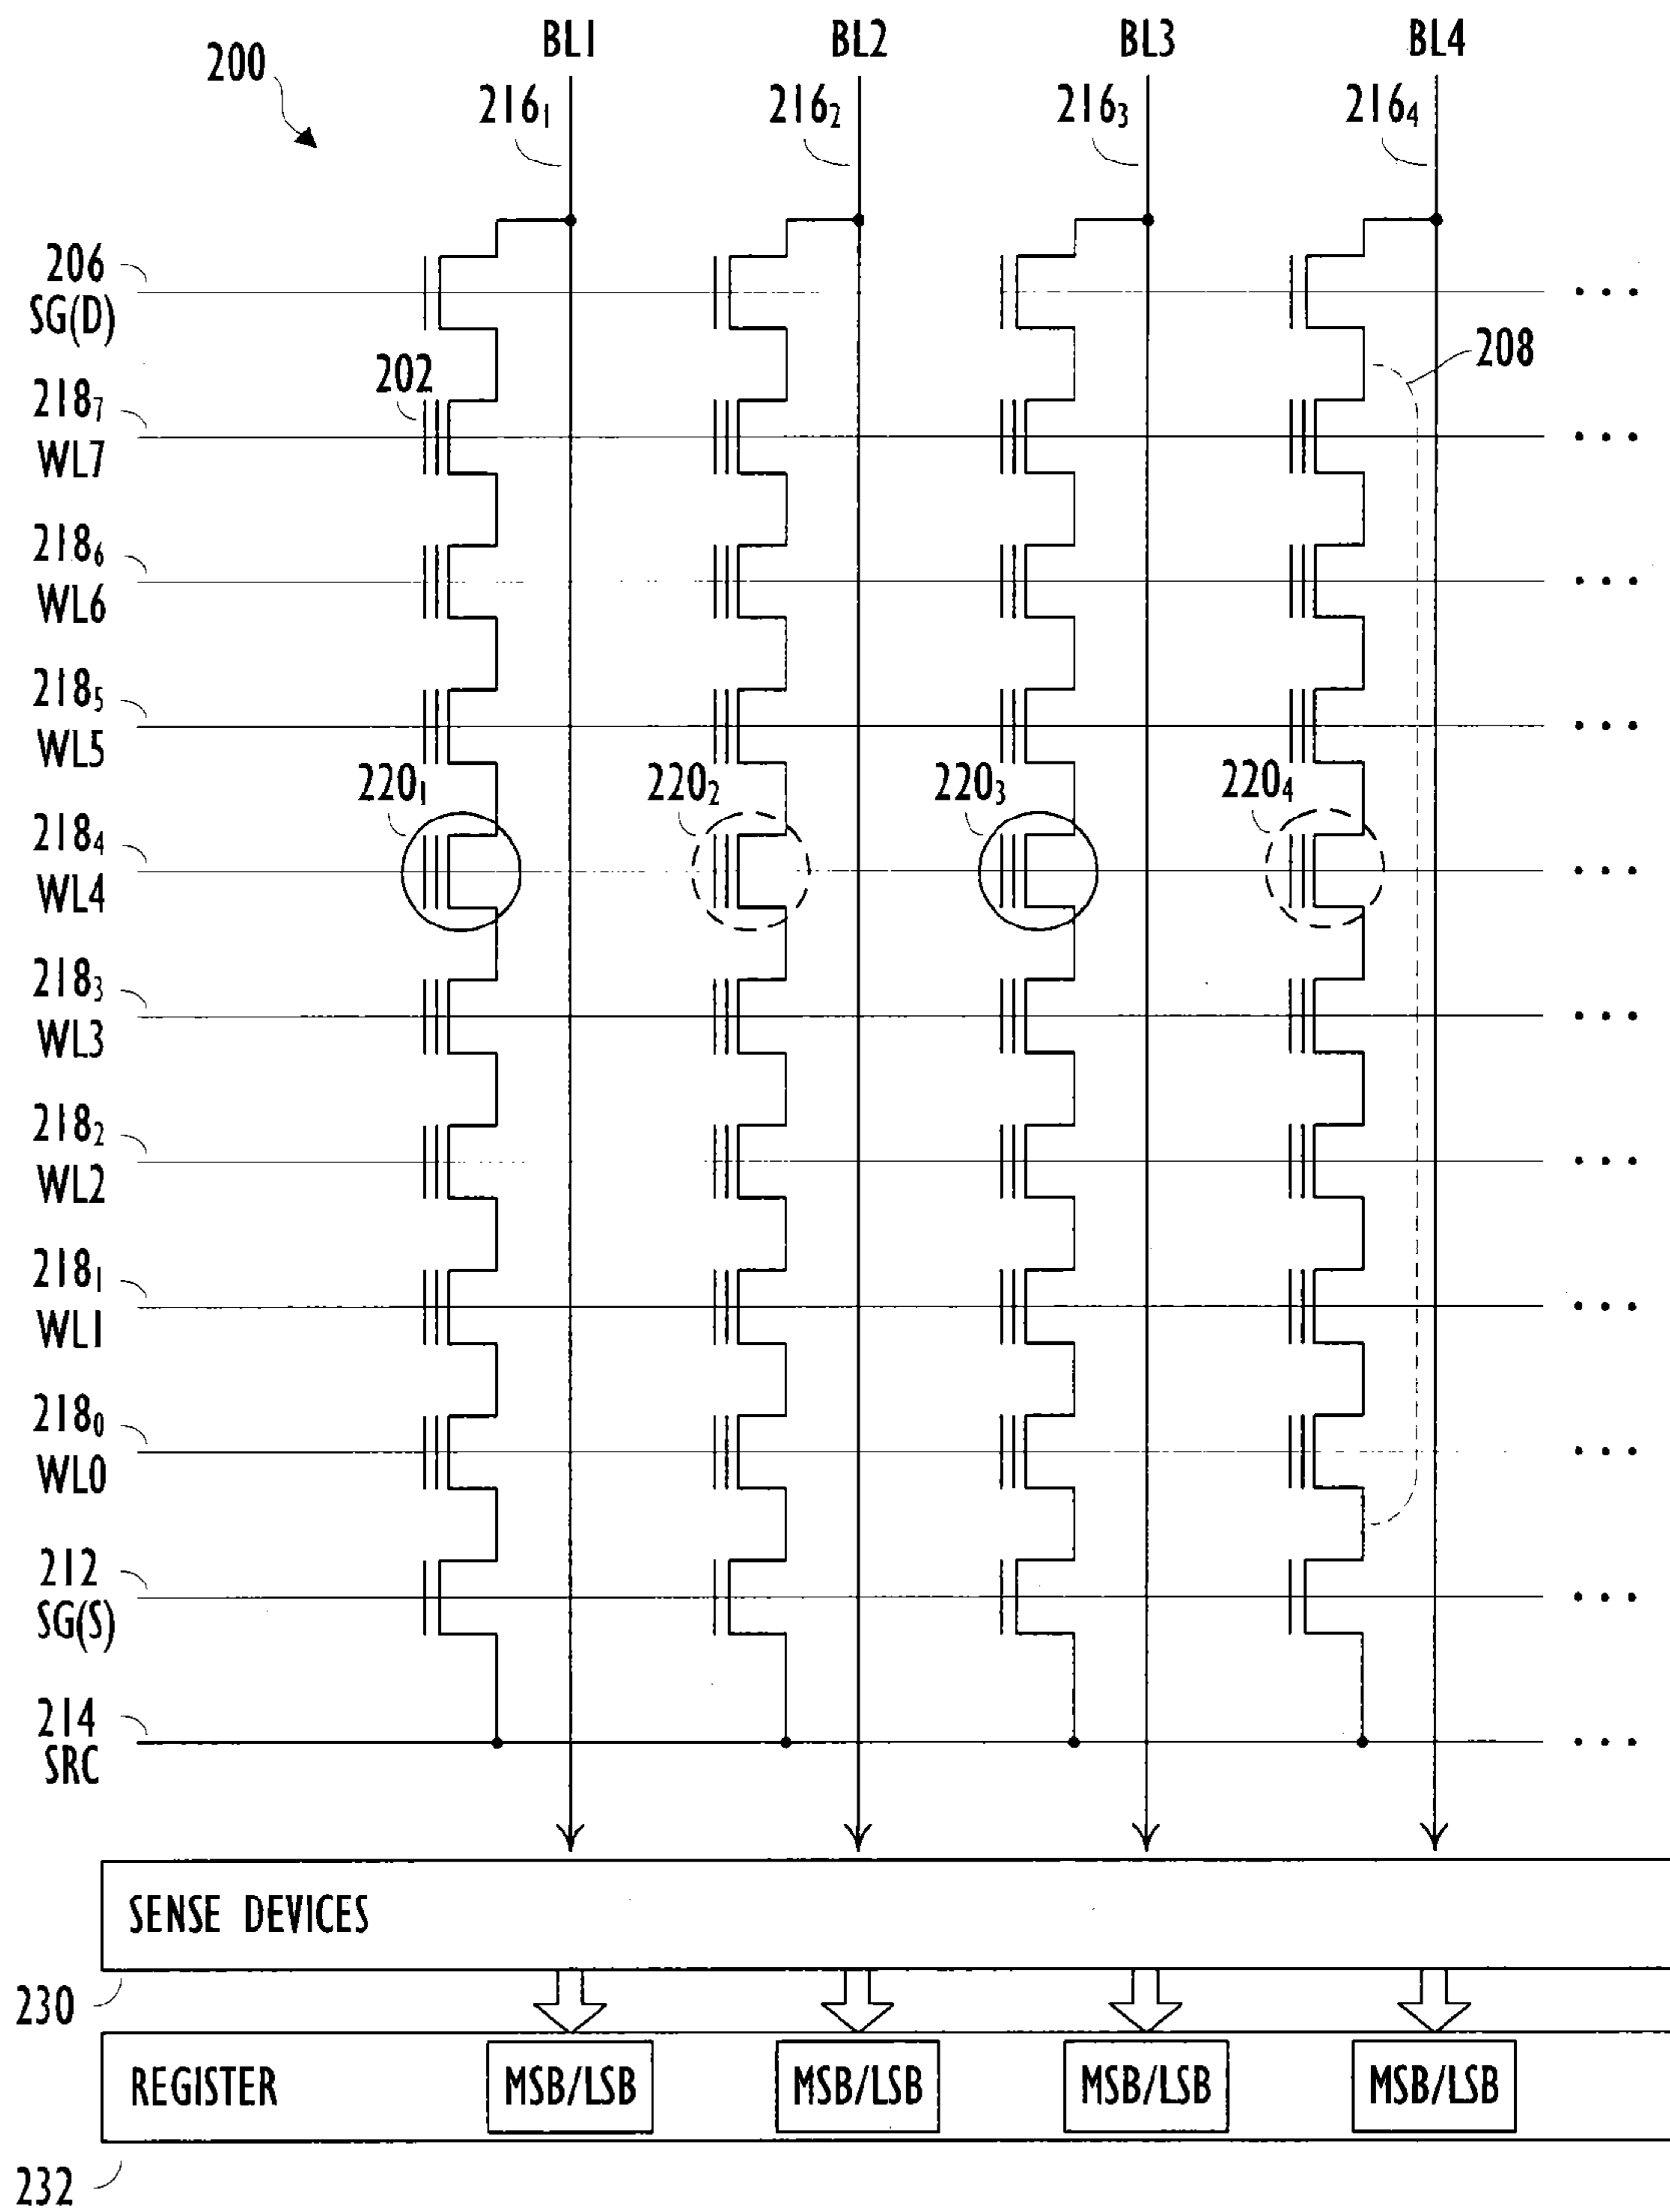 BL1 BL2 BL3 BL4
200
216₁ 216₂ 216₃ 216₄
206
SG(D)
208
202
218₇
WL7
218₆
WL6
218₅
WL5
220₁ 220₂ 220₃ 220₄
218₄
WL4
218₃
WL3
218₂
WL2
218₁
WL1
218₀
WL0
212
SG(S)
214
SRC
SENSE DEVICES
230
REGISTER MSB/LSB MSB/LSB MSB/LSB MSB/LSB
232